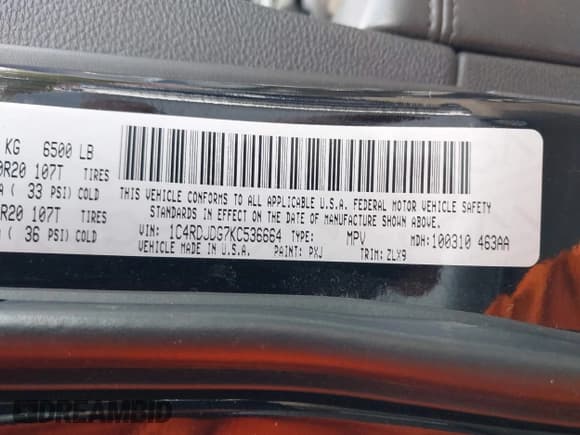 KG 6500 LB
0R20 107T TIRES
A ( 33 PSI) COLD
R20 107T TIRES
A ( 36 PSI) COLD
THIS VEHICLE CONFORMS TO ALL APPLICABLE U.S.A. FEDERAL MOTOR VEHICLE SAFETY
STANDARDS IN EFFECT ON THE DATE OF MANUFACTURE SHOWN ABOVE.
VIN: 1C4RDJDG7KC536664 TYPE: MPV MDH: 100310 463AA
VEHICLE MADE IN U.S.A. PAINT: PXJ TRIM: ZLX9
DREAMBID